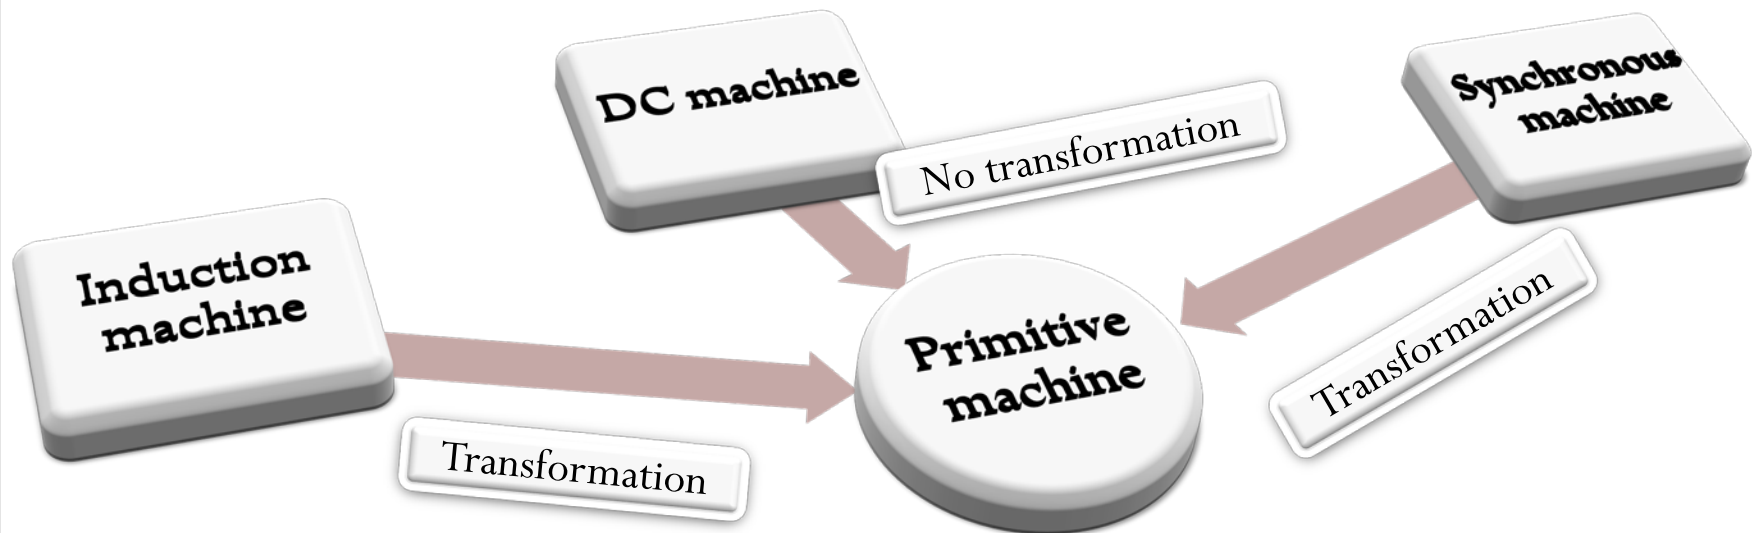 DC machine
Synchronous
machine
No transformation
Induction
machine
Primitive
machine
Transformation
Transformation